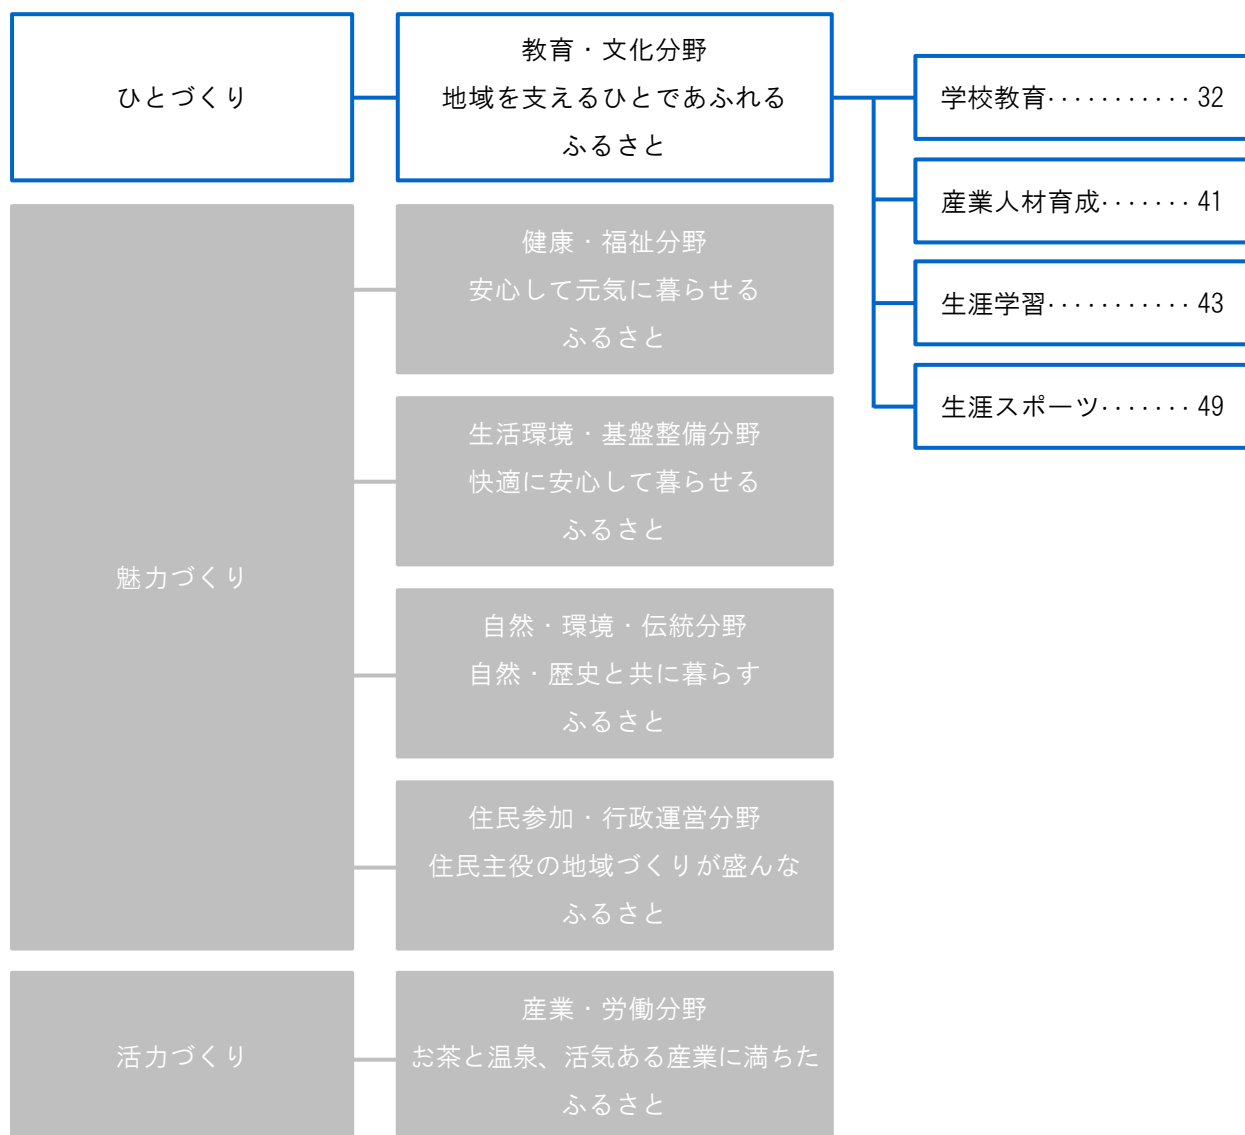 ひとづくり
教育・文化分野
地域を支えるひとであふれる
ふるさと
学校教育··········· 32
産業人材育成······· 41
生涯学習··········· 43
生涯スポーツ······· 49
魅力づくり
健康・福祉分野
安心して元気に暮らせる
ふるさと
生活環境・基盤整備分野
快適に安心して暮らせる
ふるさと
自然・環境・伝統分野
自然・歴史と共に暮らす
ふるさと
住民参加・行政運営分野
住民主役の地域づくりが盛んな
ふるさと
活力づくり
産業・労働分野
お茶と温泉、活気ある産業に満ちた
ふるさと